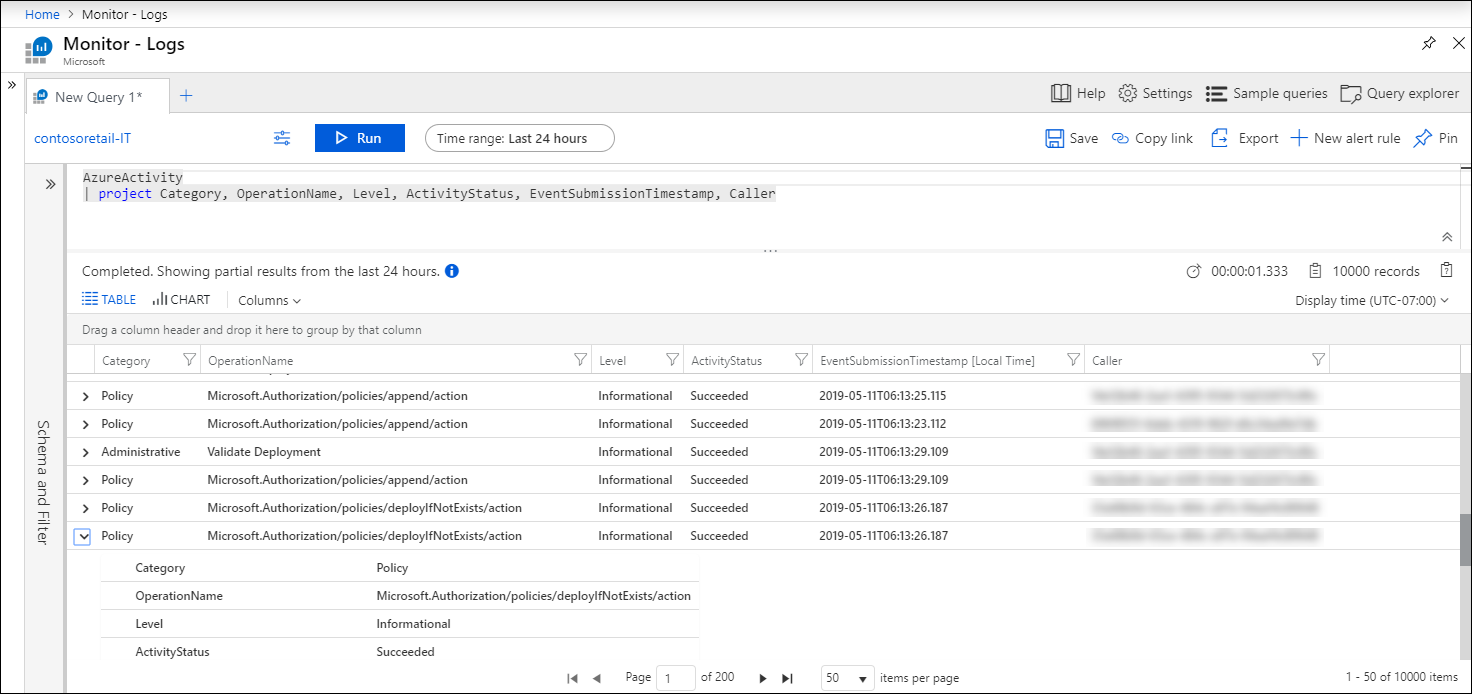 Home > Monitor - Logs
Monitor - Logs
Microsoft
New Query 1*
Help Settings Sample queries Query explorer
contosoretail-IT Run Time range: Last 24 hours Save Copy link Export New alert rule Pin
AzureActivity
| project Category, OperationName, Level, ActivityStatus, EventSubmissionTimestamp, Caller
Completed. Showing partial results from the last 24 hours. 00:00:01.333 10000 records
TABLE CHART Columns Display time (UTC-07:00)
Drag a column header and drop it here to group by that column
Category OperationName Level ActivityStatus EventSubmissionTimestamp [Local Time] Caller
Policy Microsoft.Authorization/policies/append/action Informational Succeeded 2019-05-11T06:13:25.115
Policy Microsoft.Authorization/policies/append/action Informational Succeeded 2019-05-11T06:13:23.112
Administrative Validate Deployment Informational Succeeded 2019-05-11T06:13:29.109
Policy Microsoft.Authorization/policies/append/action Informational Succeeded 2019-05-11T06:13:29.109
Policy Microsoft.Authorization/policies/deployIfNotExists/action Informational Succeeded 2019-05-11T06:13:26.187
Policy Microsoft.Authorization/policies/deployIfNotExists/action Informational Succeeded 2019-05-11T06:13:26.187
Schema and Filter
Category Policy
OperationName Microsoft.Authorization/policies/deployIfNotExists/action
Level Informational
ActivityStatus Succeeded
Page 1 of 200 50 items per page 1 - 50 of 10000 items